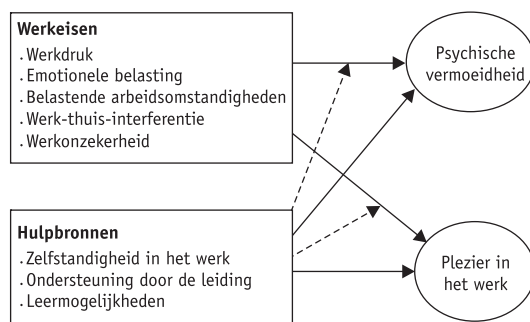 Werkeisen
. Werkdruk
. Emotionele belasting
. Belastende arbeidsomstandigheden
. Werk-thuis-interferentie
. Werkonzekerheid
Psychische
vermoeidheid
Hulpbronnen
. Zelfstandigheid in het werk
. Ondersteuning door de leiding
. Leermogelijkheden
Plezier in
het werk